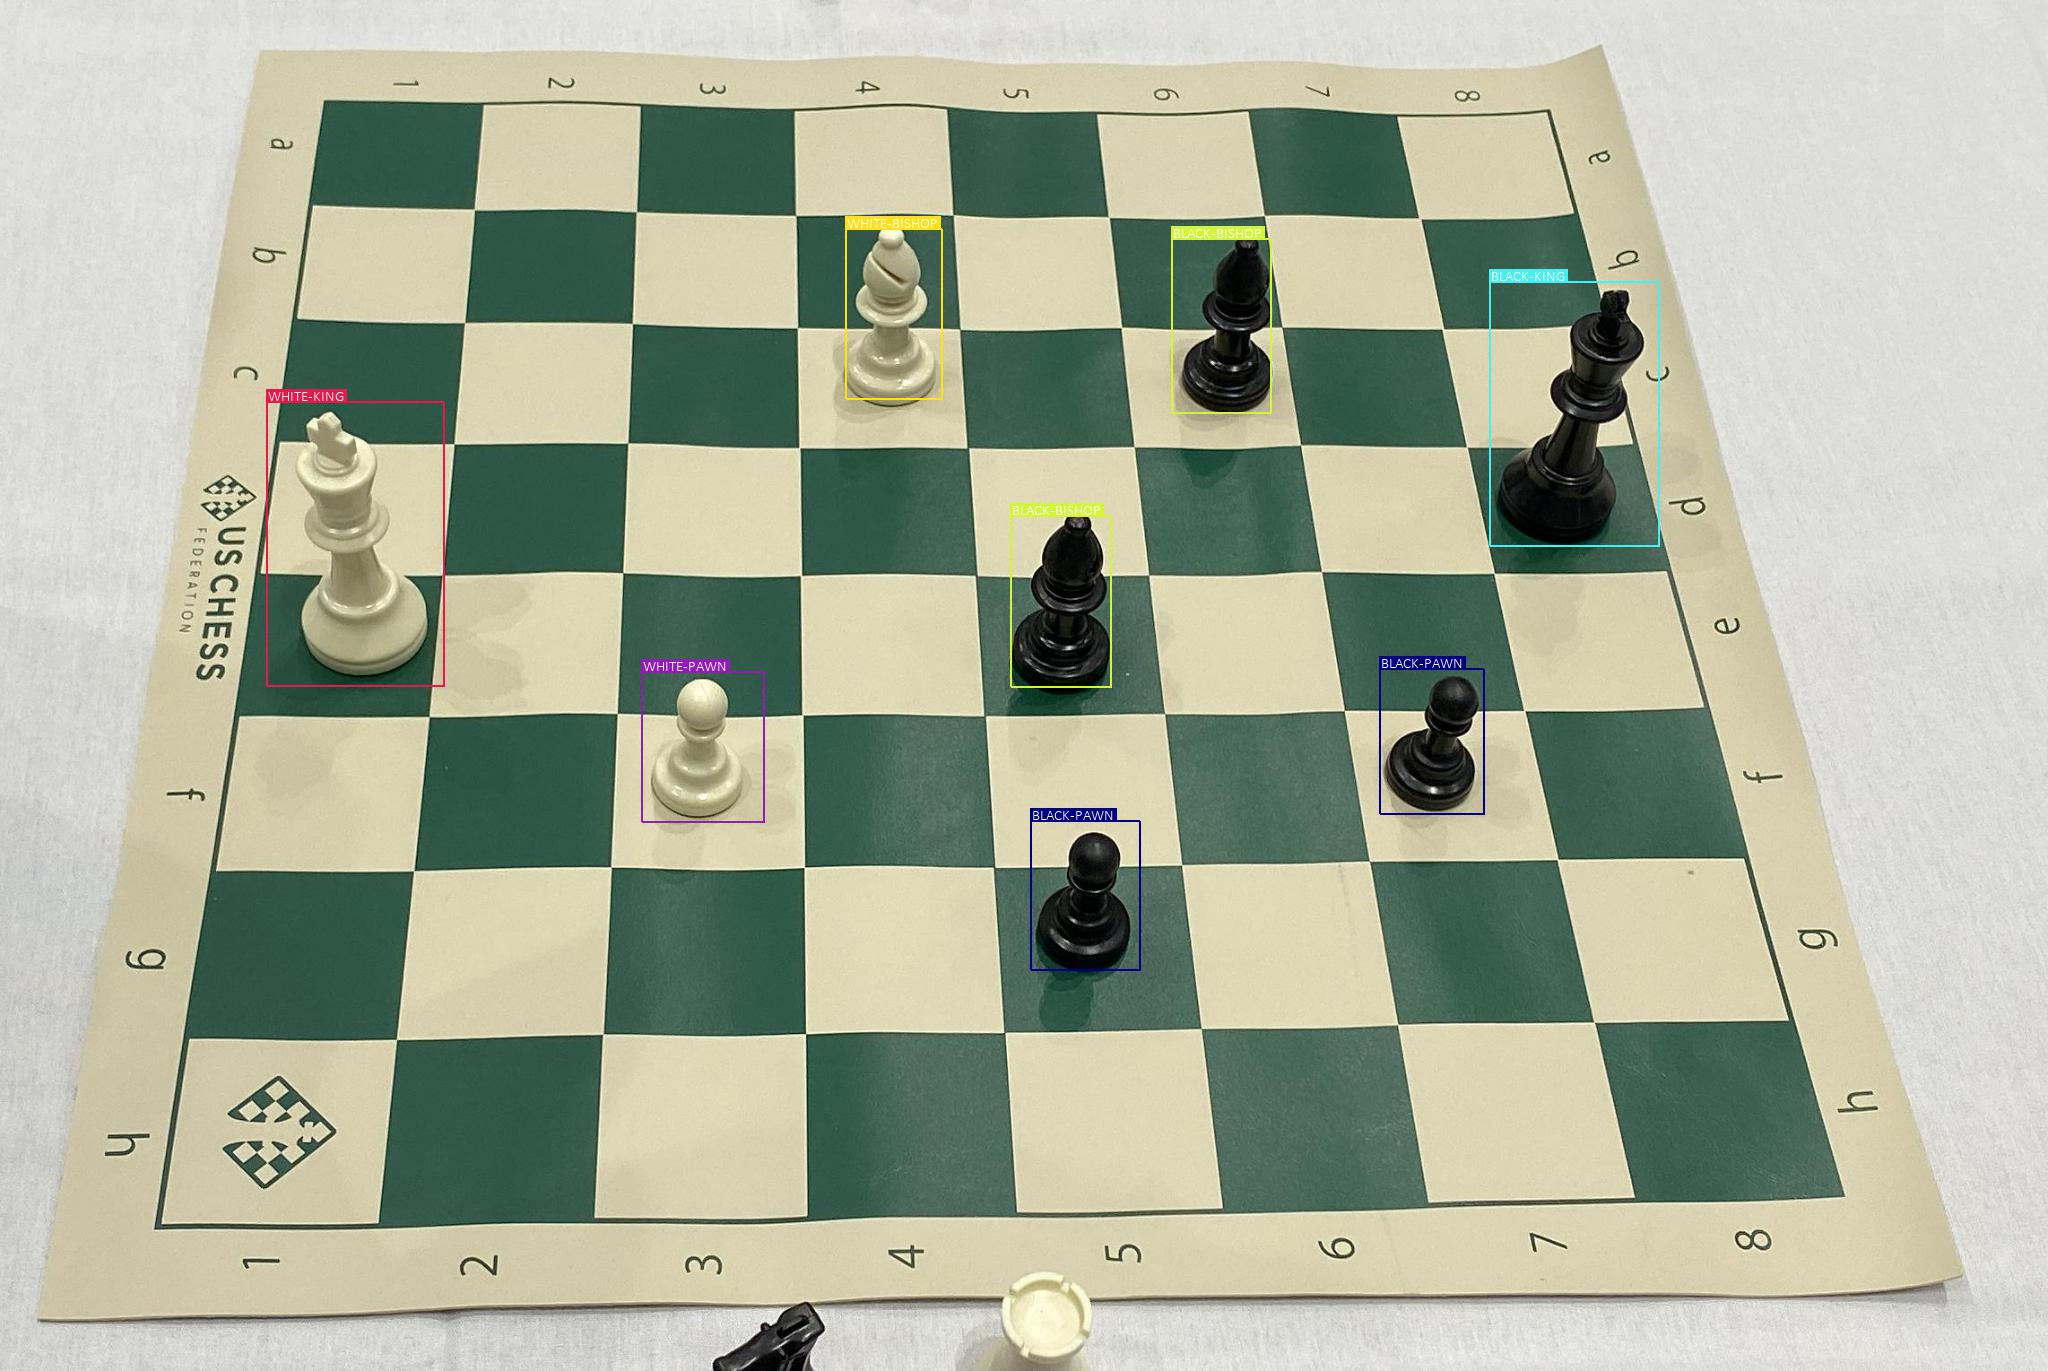 1 2 3 4 5 6 7 8
a a
b b
WHITE-BISHOP
BLACK-BISHOP
BLACK-KING
c c
WHITE-KING
US CHESS
FEDERATION
d
BLACK-BISHOP
e
WHITE-PAWN
BLACK-PAWN
f f
BLACK-PAWN
g g
h h
1 2 3 4 5 6 7 8